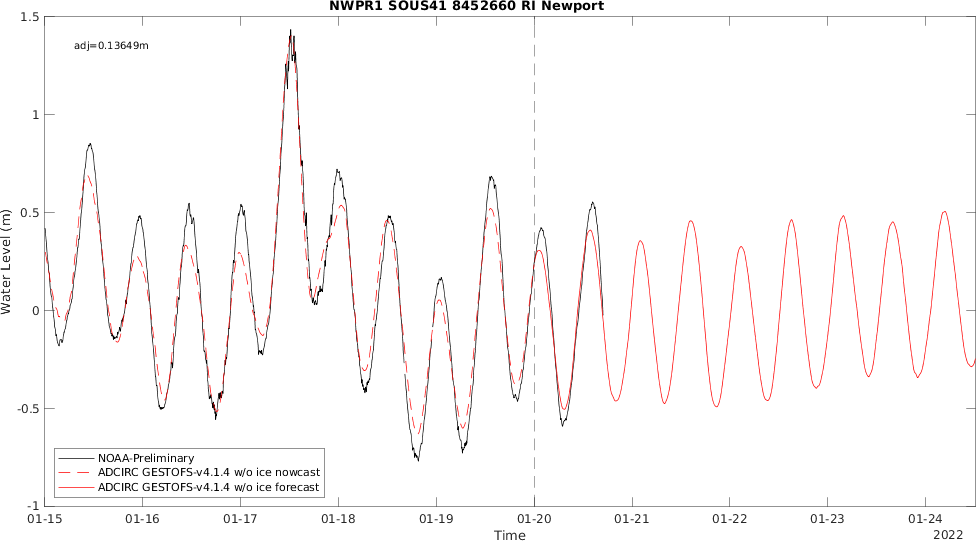 NWPR1 SOUS41 8452660 RI Newport
1.5
adj=0.13649m
1
0.5
Water Level (m)
0
-0.5
NOAA-Preliminary
ADCIRC GESTOFS-v4.1.4 w/o ice nowcast
ADCIRC GESTOFS-v4.1.4 w/o ice forecast
-1
01-15 01-16 01-17 01-18 01-19 01-20 01-21 01-22 01-23 01-24
Time
2022